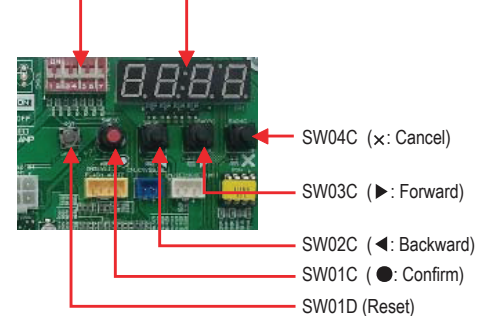 SW04C (×: Cancel)
SW03C (▶: Forward)
SW02C (◀: Backward)
SW01C (●: Confirm)
SW01D (Reset)